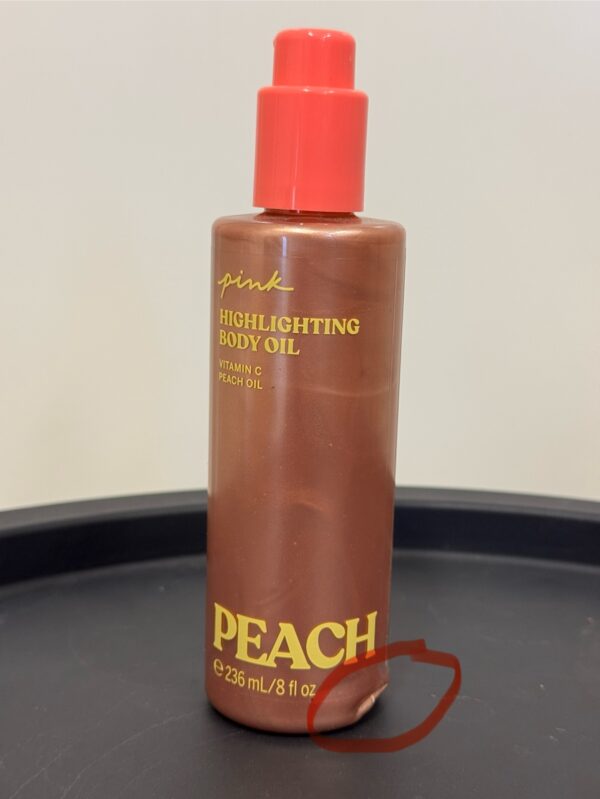 pink
HIGHLIGHTING
BODY OIL
VITAMIN C
PEACH OIL
PEACH
℮ 236 mL/8 fl oz